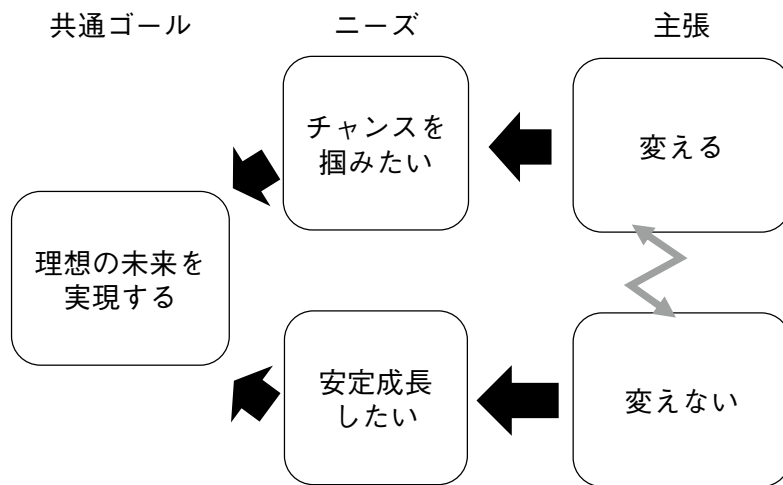 共通ゴール
ニーズ
主張
チャンスを
掴みたい
変える
理想の未来を
実現する
安定成長
したい
変えない